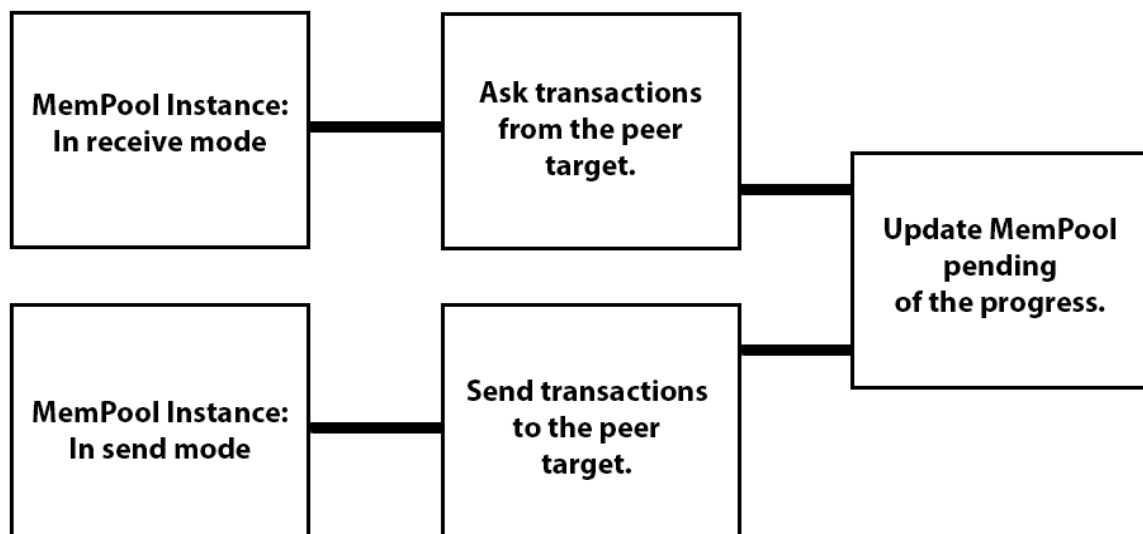 MemPool Instance:
In receive mode
Ask transactions
from the peer
target.
Update MemPool
pending
of the progress.
MemPool Instance:
In send mode
Send transactions
to the peer
target.